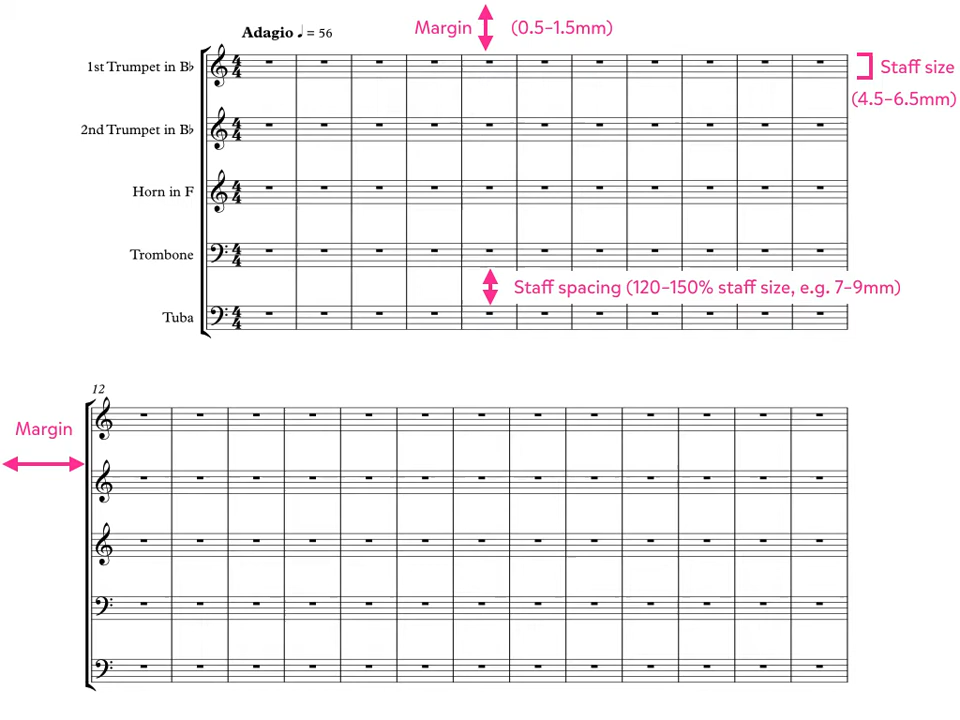 Adagio ♩ = 56
Margin (0.5–1.5mm)
1st Trumpet in B♭
Staff size
(4.5–6.5mm)
2nd Trumpet in B♭
Horn in F
Trombone
Staff spacing (120–150% staff size, e.g. 7–9mm)
Tuba
12
Margin